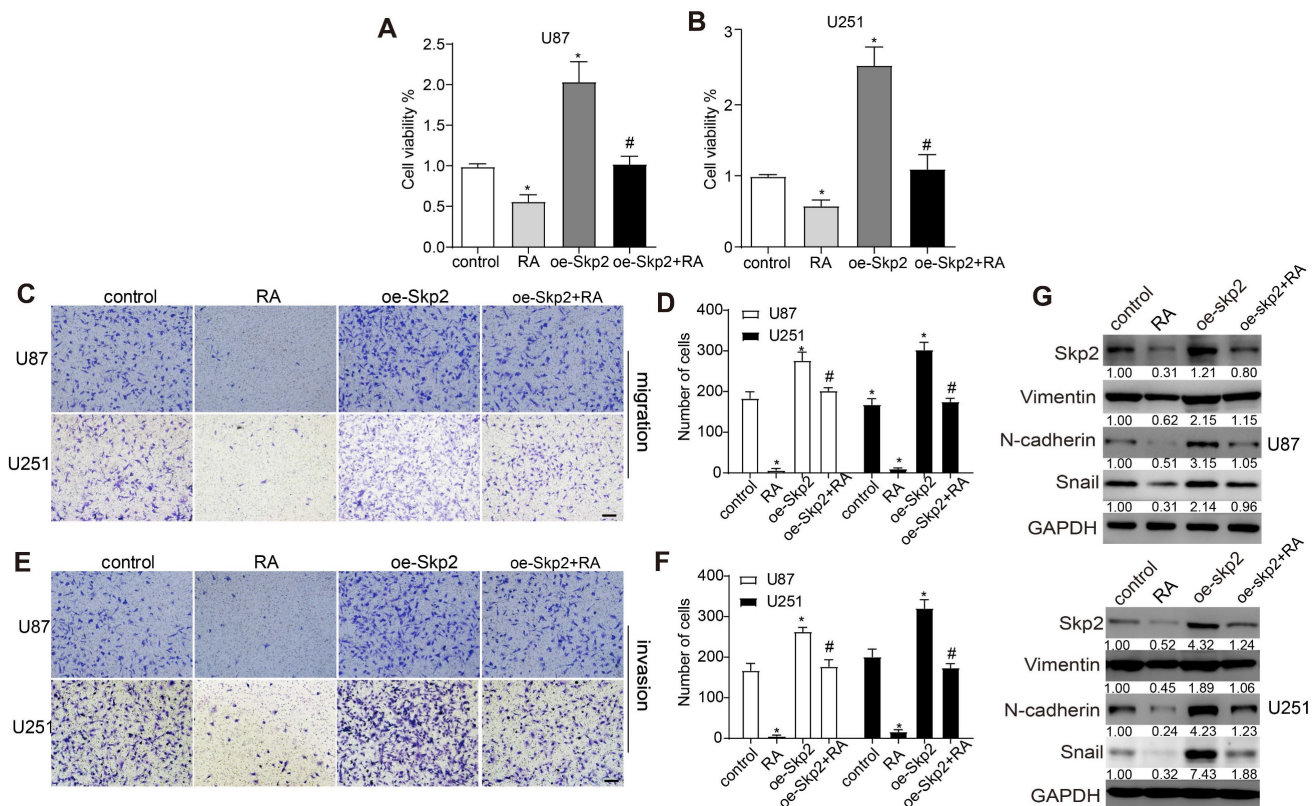 A
U87
Cell viability %
2.5
2.0
1.5
1.0
0.5
0.0
control RA oe-Skp2 oe-Skp2+RA
* * #
B
U251
Cell viability %
3
2
1
0
control RA oe-Skp2 oe-Skp2+RA
* * #
C
control RA oe-Skp2 oe-Skp2+RA
U87
U251
migration
D
U87
U251
Number of cells
400
300
200
100
0
* * # * * * #
control RA oe-Skp2 oe-Skp2+RA control RA oe-Skp2 oe-Skp2+RA
E
control RA oe-Skp2 oe-Skp2+RA
U87
U251
invasion
F
U87
U251
Number of cells
400
300
200
100
0
* * # * * #
control RA oe-Skp2 oe-Skp2+RA control RA oe-Skp2 oe-Skp2+RA
G
control RA oe-skp2 oe-skp2+RA
Skp2
1.00 0.31 1.21 0.80
Vimentin
1.00 0.62 2.15 1.15
N-cadherin
1.00 0.51 3.15 1.05
Snail
1.00 0.31 2.14 0.96
GAPDH
U87
control RA oe-skp2 oe-skp2+RA
Skp2
1.00 0.52 4.32 1.24
Vimentin
1.00 0.45 1.89 1.06
N-cadherin
1.00 0.24 4.23 1.23
Snail
1.00 0.32 7.43 1.88
GAPDH
U251